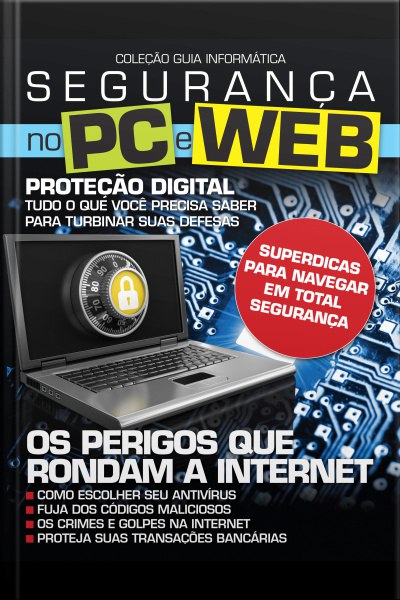 COLEÇÃO GUIA INFORMÁTICA
SEGURANÇA
no PC e WEB
PROTEÇÃO DIGITAL
TUDO O QUÉ VOCÊ PRECISA SABER
PARA TURBINAR SUAS DEFESAS
SUPERDICAS
PARA NAVEGAR
EM TOTAL
SEGURANÇA
OS PERIGOS QUE
RONDAM A INTERNET
COMO ESCOLHER SEU ANTIVÍRUS
FUJA DOS CÓDIGOS MALICIOSOS
OS CRIMES E GOLPES NA INTERNET
PROTEJA SUAS TRANSAÇÕES BANCÁRIAS